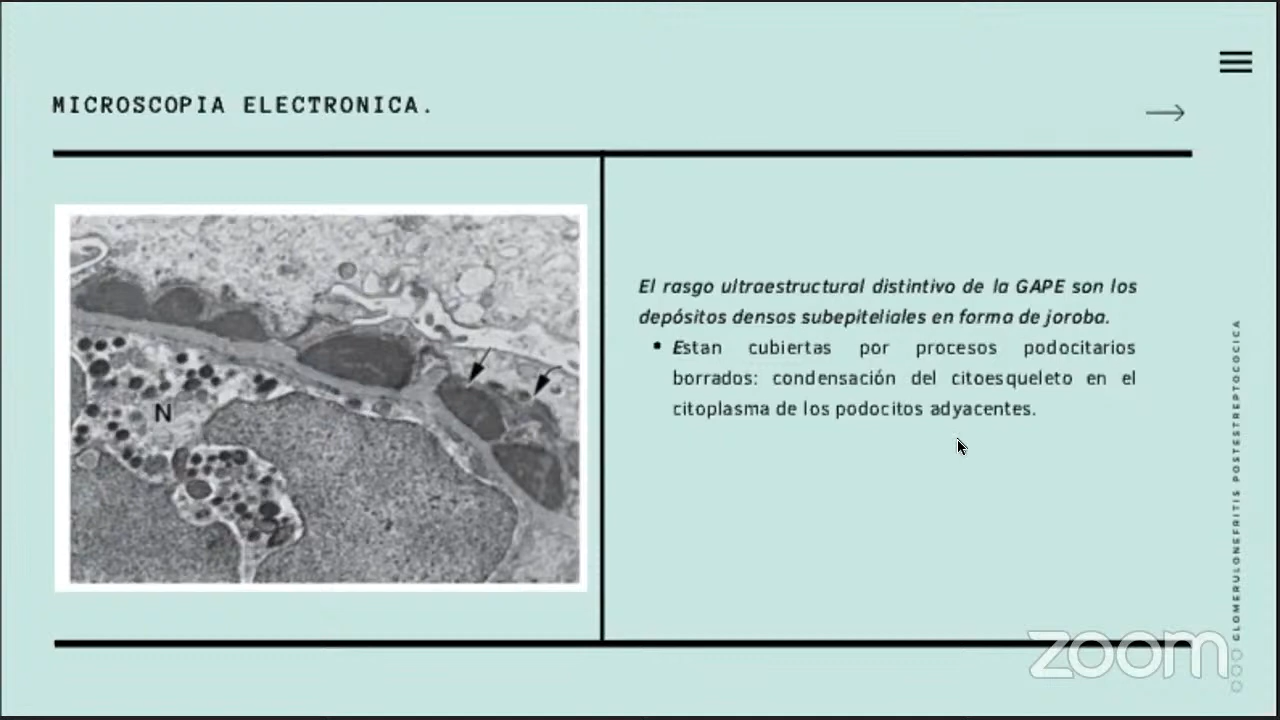 MICROSCOPIA ELECTRONICA.
N
El rasgo ultraestructural distintivo de la GAPE son los
depósitos densos subepiteliales en forma de joroba.
• Estan cubiertas por procesos podocitarios
borrados: condensación del citoesqueleto en el
citoplasma de los podocitos adyacentes.
GLOMERULONEFRITIS POSTESTREPTOCOCICA
zoom